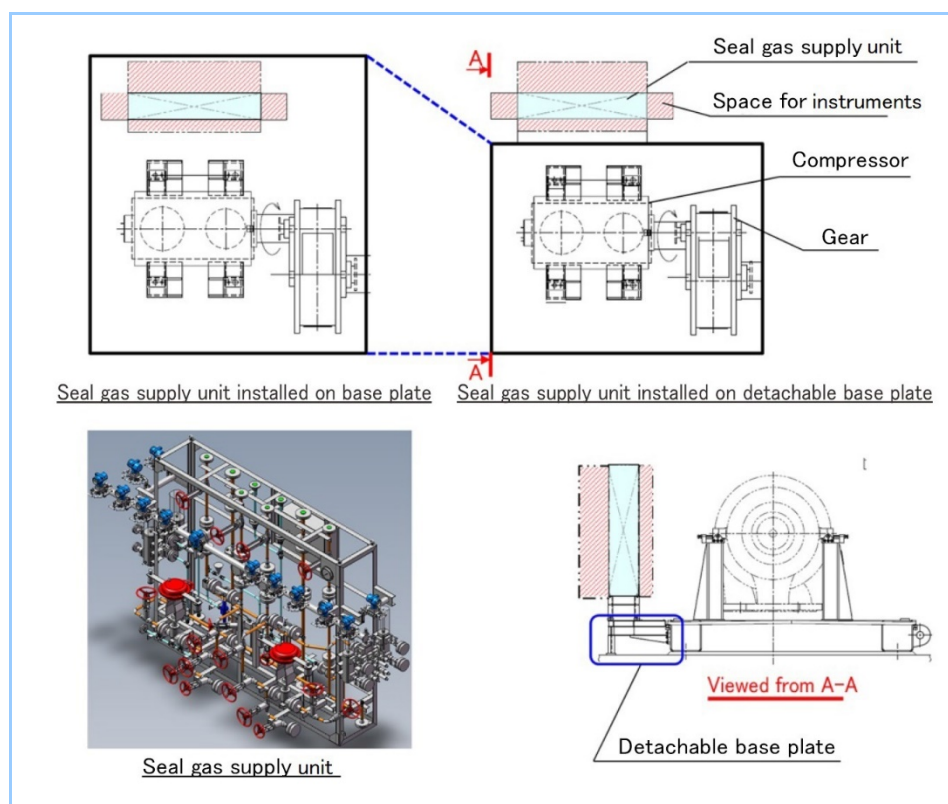 A
Seal gas supply unit
Space for instruments
Compressor
Gear
A
Seal gas supply unit installed on base plate
Seal gas supply unit installed on detachable base plate
Viewed from A-A
Detachable base plate
Seal gas supply unit